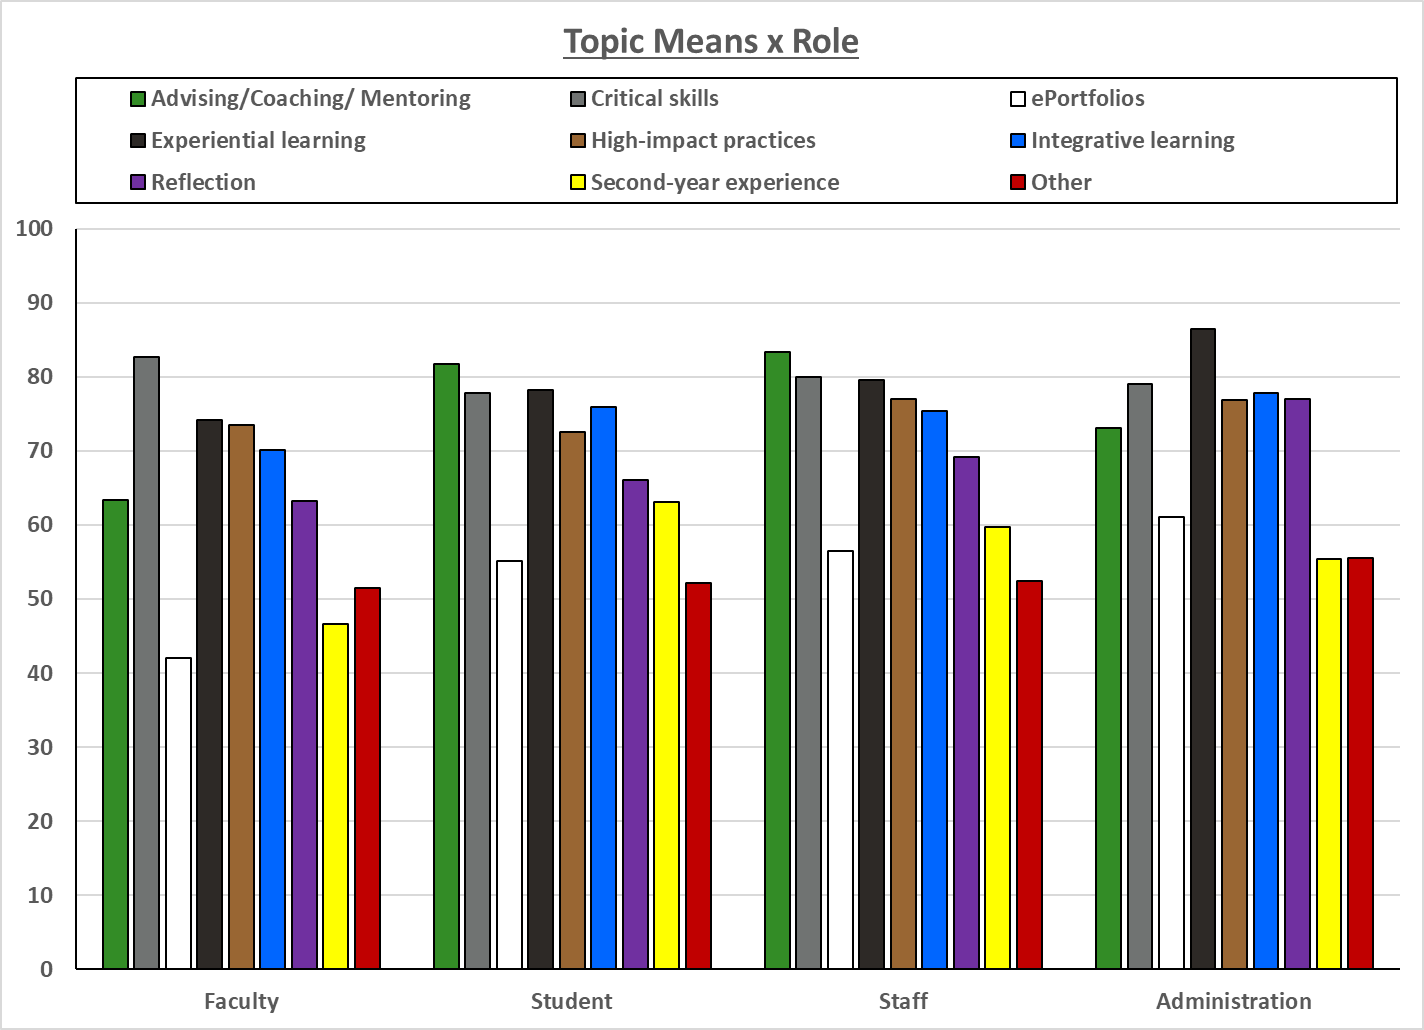 Topic Means x Role
Advising/Coaching/ Mentoring Critical skills ePortfolios
Experiential learning High-impact practices Integrative learning
Reflection Second-year experience Other
100
90
80
70
60
50
40
30
20
10
0
Faculty Student Staff Administration